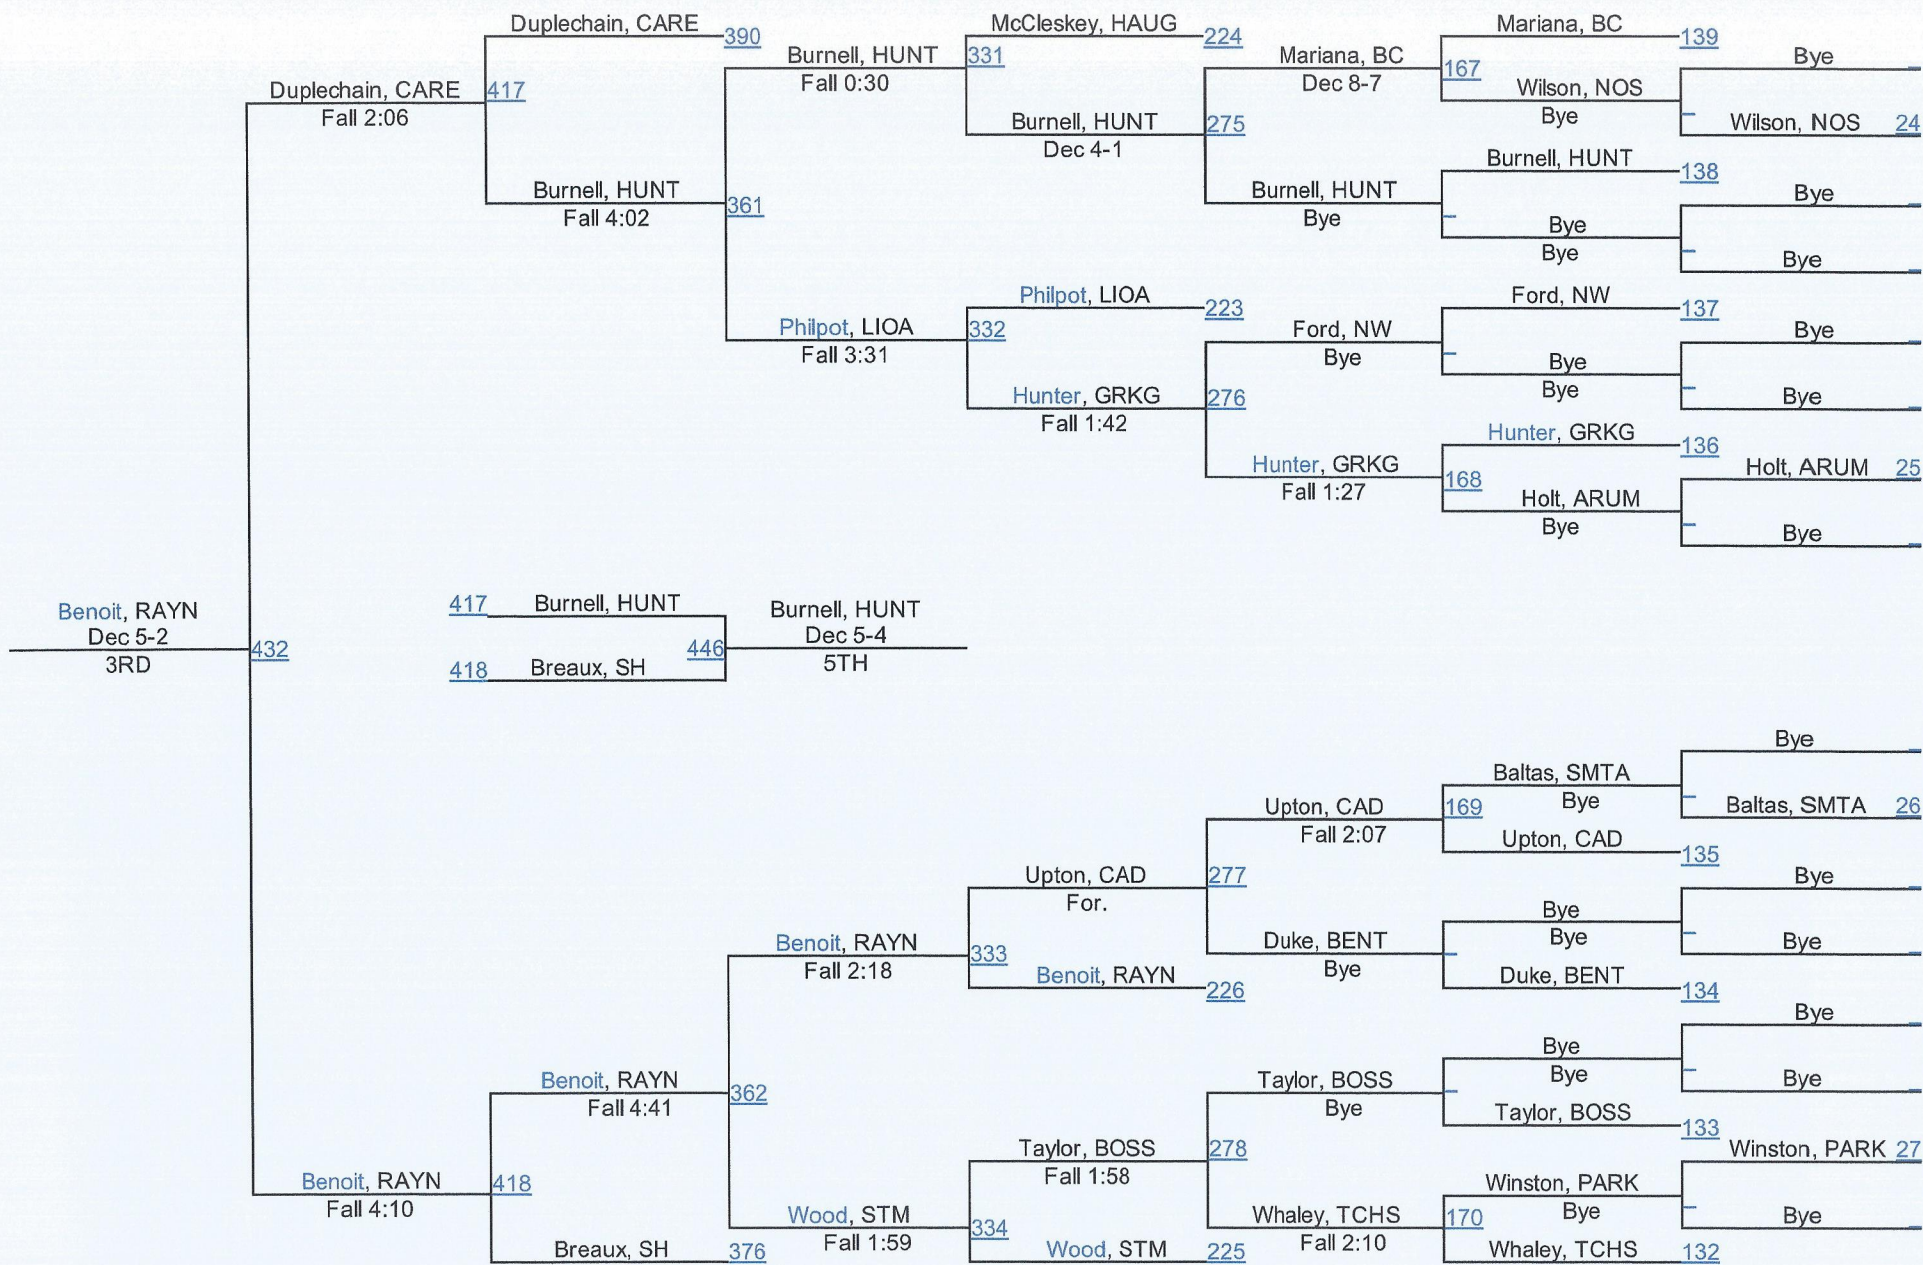 Duplechain, CARE 390
McCleskey, HAUG 224
Mariana, BC 139
Burnell, HUNT 331
Fall 0:30
Mariana, BC 167
Dec 8-7
Bye
Duplechain, CARE 417
Fall 2:06
Wilson, NOS
Bye
Wilson, NOS 24
Burnell, HUNT 275
Dec 4-1
Burnell, HUNT 138
Burnell, HUNT 361
Fall 4:02
Burnell, HUNT
Bye
Bye
Bye
Bye
Bye
Philpot, LIOA 223
Ford, NW 137
Philpot, LIOA 332
Fall 3:31
Ford, NW
Bye
Bye
Bye
Bye
Bye
Hunter, GRKG 276
Fall 1:42
Hunter, GRKG 136
Hunter, GRKG 168
Fall 1:27
Holt, ARUM 25
Holt, ARUM
Bye
Bye
Benoit, RAYN
Dec 5-2
3RD
432
417 Burnell, HUNT
446
418 Breaux, SH
Burnell, HUNT
Dec 5-4
5TH
Bye
Baltas, SMTA
Bye
Baltas, SMTA 26
Upton, CAD 169
Fall 2:07
Upton, CAD 135
Upton, CAD 277
For.
Bye
Bye
Bye
Bye
Duke, BENT
Bye
Duke, BENT 134
Benoit, RAYN 333
Fall 2:18
Benoit, RAYN 226
Bye
Bye
Bye
Bye
Benoit, RAYN 362
Fall 4:41
Taylor, BOSS
Bye
Taylor, BOSS 133
Taylor, BOSS 278
Fall 1:58
Winston, PARK 27
Benoit, RAYN 418
Fall 4:10
Winston, PARK
Bye
Bye
Wood, STM 334
Fall 1:59
Whaley, TCHS 170
Fall 2:10
Breaux, SH 376
Wood, STM 225
Whaley, TCHS 132